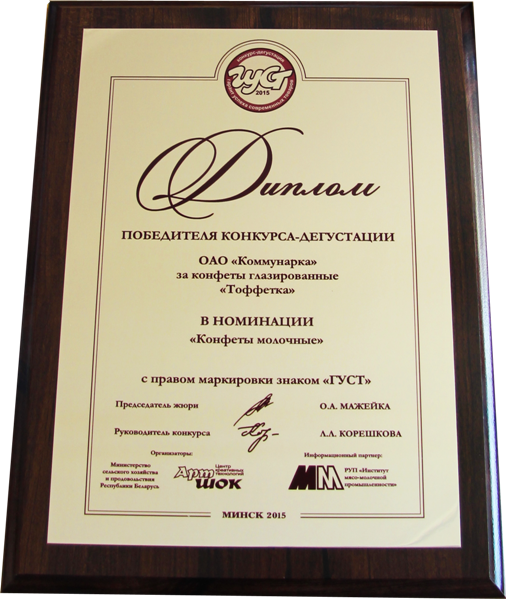 конкурс-дегустация
ГУСТ
2015
Диплом
ПОБЕДИТЕЛЯ КОНКУРСА-ДЕГУСТАЦИИ
ОАО «Коммунарка»
за конфеты глазированные
«Тоффетка»
В НОМИНАЦИИ
«Конфеты молочные»
с правом маркировки знаком «ГУСТ»
Председатель жюри О.А. МАЖЕЙКА
Руководитель конкурса Л.Л. КОРЕШКОВА
Организаторы:
Министерство
сельского хозяйства
и продовольствия
Республики Беларусь
Арт
шок
Центр
креативных
технологий
Информационный партнер:
ММ
РУП «Институт
мясо-молочной
промышленности»
МИНСК 2015